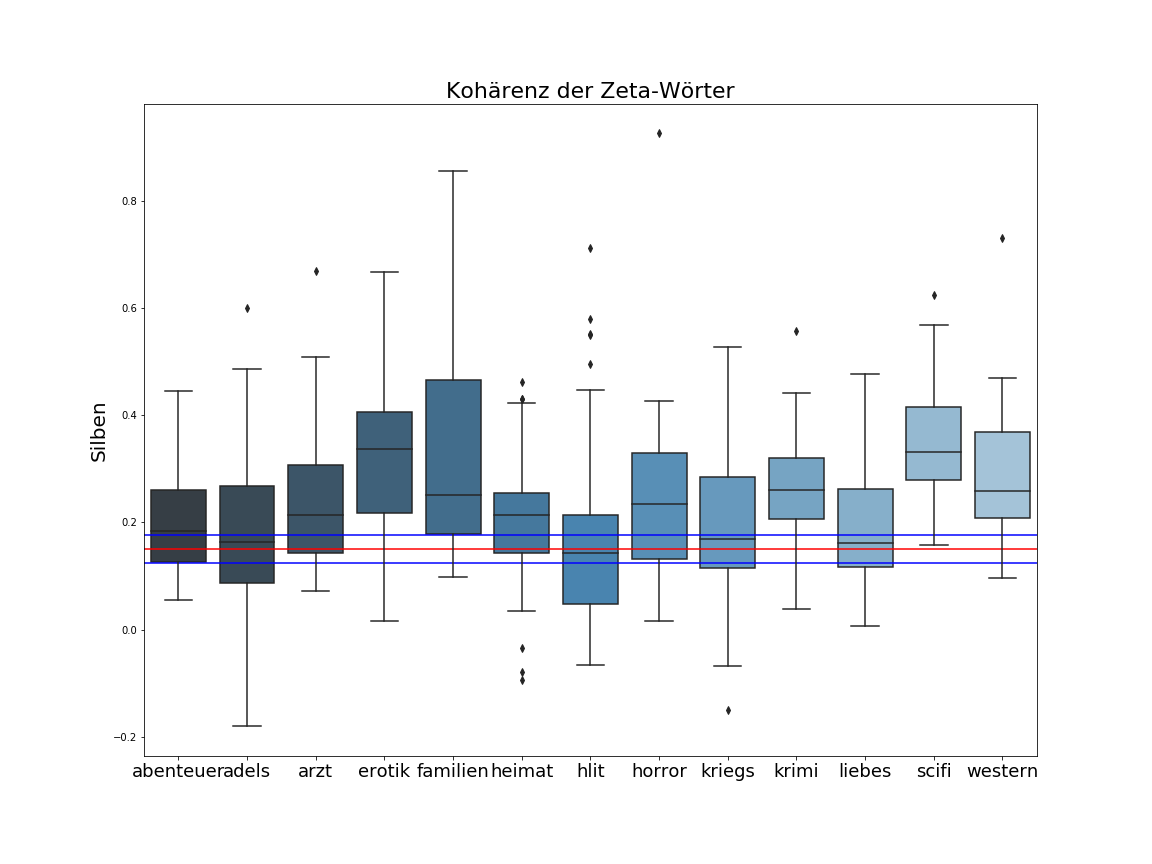 Kohärenz der Zeta-Wörter
Silben
0.8
0.6
0.4
0.2
0.0
−0.2
abenteuer adels arzt erotik familien heimat hlit horror kriegs krimi liebes scifi western